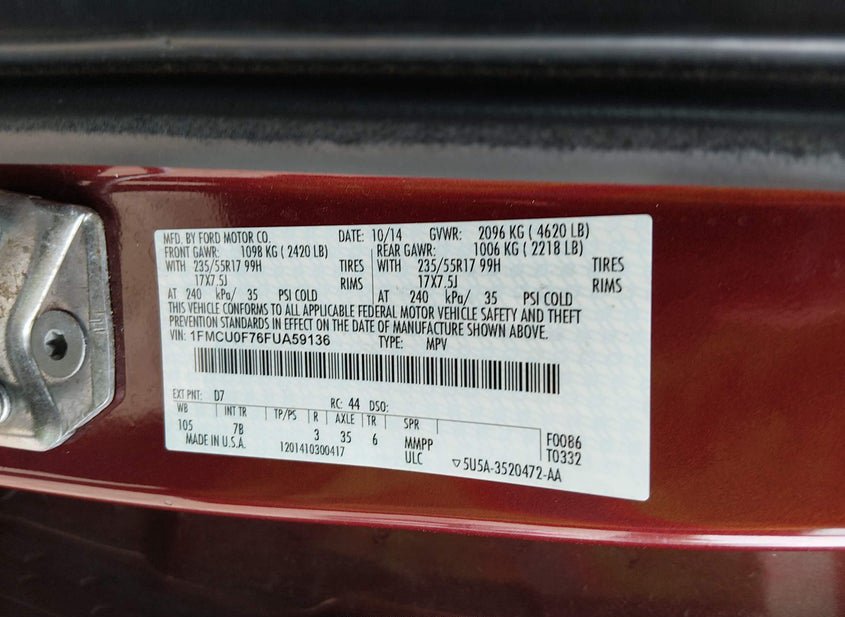 MFD. BY FORD MOTOR CO. DATE: 10/14 GVWR: 2096 KG ( 4620 LB)
FRONT GAWR: 1098 KG ( 2420 LB) REAR GAWR: 1006 KG ( 2218 LB)
WITH 235/55R17 99H TIRES WITH 235/55R17 99H TIRES
17X7.5J RIMS 17X7.5J RIMS
AT 240 kPa/ 35 PSI COLD AT 240 kPa/ 35 PSI COLD
THIS VEHICLE CONFORMS TO ALL APPLICABLE FEDERAL MOTOR VEHICLE SAFETY AND THEFT
PREVENTION STANDARDS IN EFFECT ON THE DATE OF MANUFACTURE SHOWN ABOVE.
VIN: 1FMCU0F76FUA59136 TYPE: MPV
EXT PNT: D7 RC: 44 DSO:
WB INT TR TP/PS R AXLE TR SPR
105 7B 3 35 6 MMPP F0086
MADE IN U.S.A. 1201410300417 ULC ▽5U5A-3520472-AA T0332